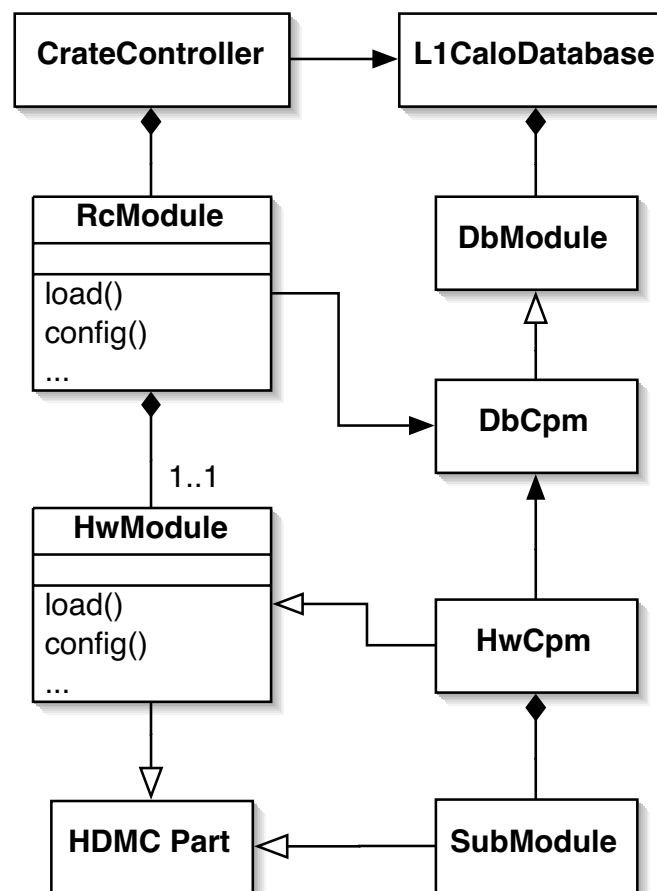 CrateController
L1CaloDatabase
RcModule
load()
config()
...
DbModule
DbCpm
1..1
HwModule
load()
config()
...
HwCpm
HDMC Part
SubModule